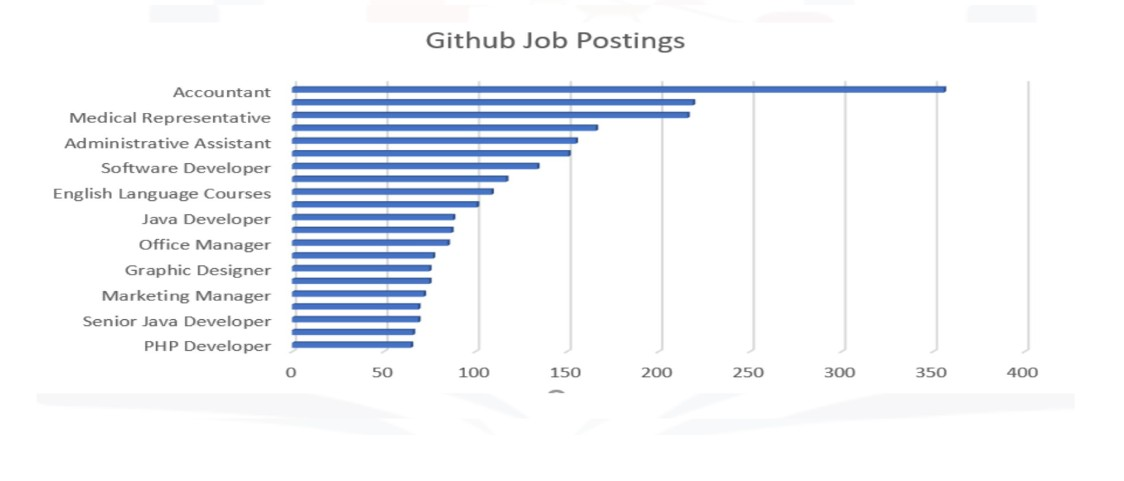 Github Job Postings
Accountant
Medical Representative
Administrative Assistant
Software Developer
English Language Courses
Java Developer
Office Manager
Graphic Designer
Marketing Manager
Senior Java Developer
PHP Developer
0 50 100 150 200 250 300 350 400